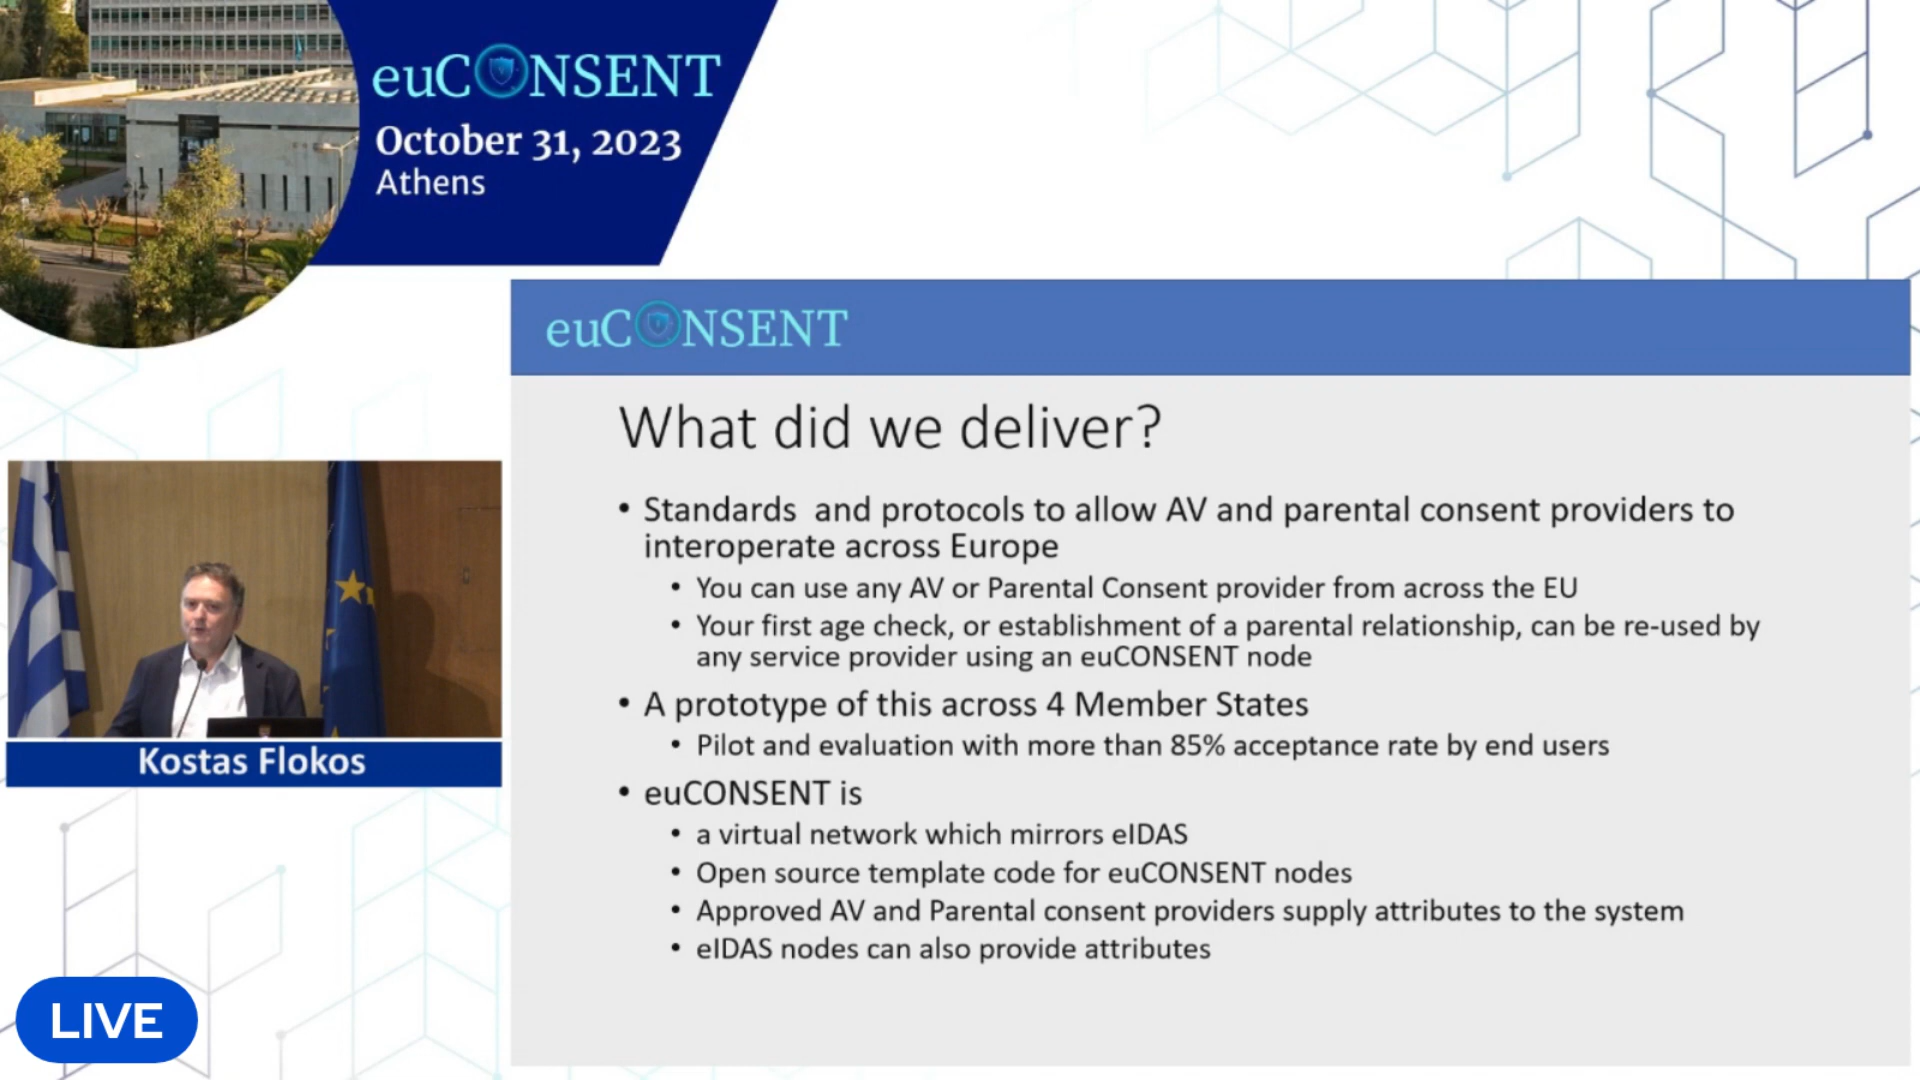 euCONSENT
October 31, 2023
Athens
euCONSENT
What did we deliver?
• Standards and protocols to allow AV and parental consent providers to
interoperate across Europe
• You can use any AV or Parental Consent provider from across the EU
• Your first age check, or establishment of a parental relationship, can be re-used by
any service provider using an euCONSENT node
• A prototype of this across 4 Member States
• Pilot and evaluation with more than 85% acceptance rate by end users
• euCONSENT is
• a virtual network which mirrors eIDAS
• Open source template code for euCONSENT nodes
• Approved AV and Parental consent providers supply attributes to the system
• eIDAS nodes can also provide attributes
Kostas Flokos
LIVE